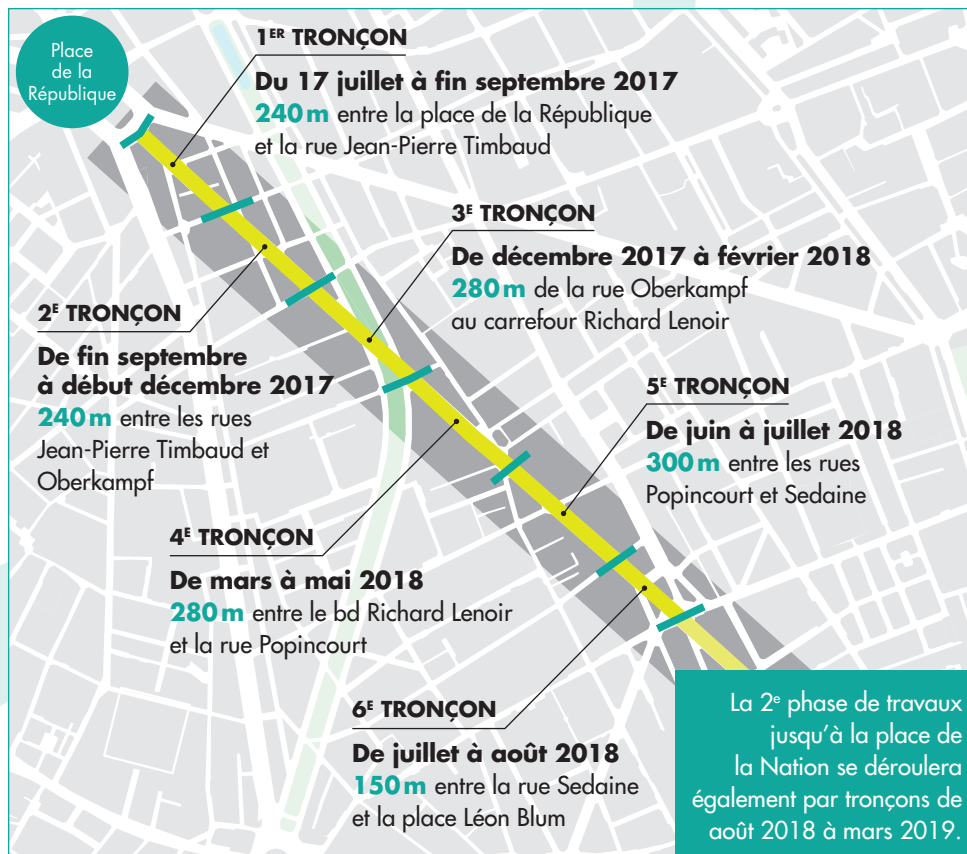 Place
de la
République
1ER TRONÇON
Du 17 juillet à fin septembre 2017
240 m entre la place de la République
et la rue Jean-Pierre Timbaud
2E TRONÇON
De fin septembre
à début décembre 2017
240 m entre les rues
Jean-Pierre Timbaud et
Oberkampf
3E TRONÇON
De décembre 2017 à février 2018
280 m de la rue Oberkampf
au carrefour Richard Lenoir
4E TRONÇON
De mars à mai 2018
280 m entre le bd Richard Lenoir
et la rue Popincourt
5E TRONÇON
De juin à juillet 2018
300 m entre les rues
Popincourt et Sedaine
6E TRONÇON
De juillet à août 2018
150 m entre la rue Sedaine
et la place Léon Blum
La 2e phase de travaux
jusqu'à la place de
la Nation se déroulera
également par tronçons de
août 2018 à mars 2019.